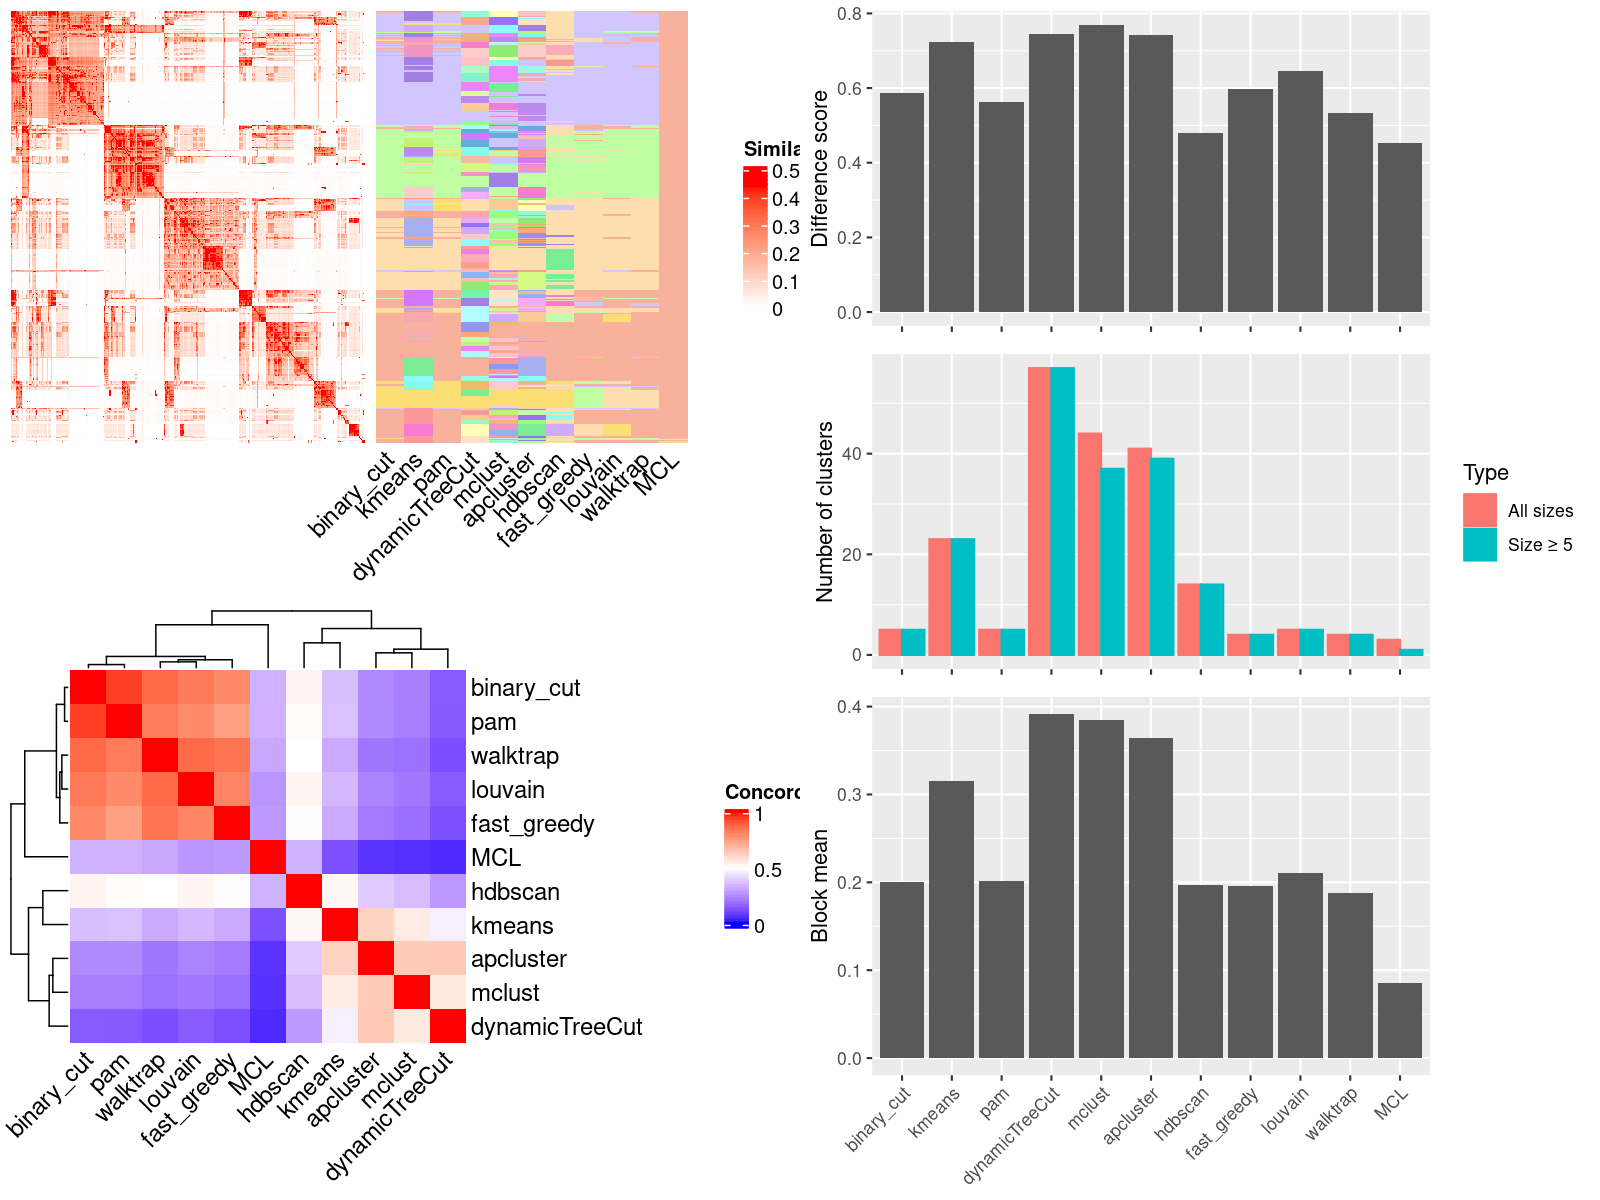 Simila
0.5
0.4
0.3
0.2
0.1
0
binary_cut
kmeans
pam
dynamicTreeCut
mclust
apcluster
hdbscan
fast_greedy
louvain
walktrap
MCL
binary_cut
pam
walktrap
louvain
fast_greedy
MCL
hdbscan
kmeans
apcluster
mclust
dynamicTreeCut
binary_cut
pam
walktrap
louvain
fast_greedy
MCL
hdbscan
kmeans
apcluster
mclust
dynamicTreeCut
Concord
1
0.5
0
Difference score
0.8
0.6
0.4
0.2
0.0
Number of clusters
40
20
0
Type
All sizes
Size ≥ 5
Block mean
0.4
0.3
0.2
0.1
0.0
binary_cut
kmeans
pam
dynamicTreeCut
mclust
apcluster
hdbscan
fast_greedy
louvain
walktrap
MCL